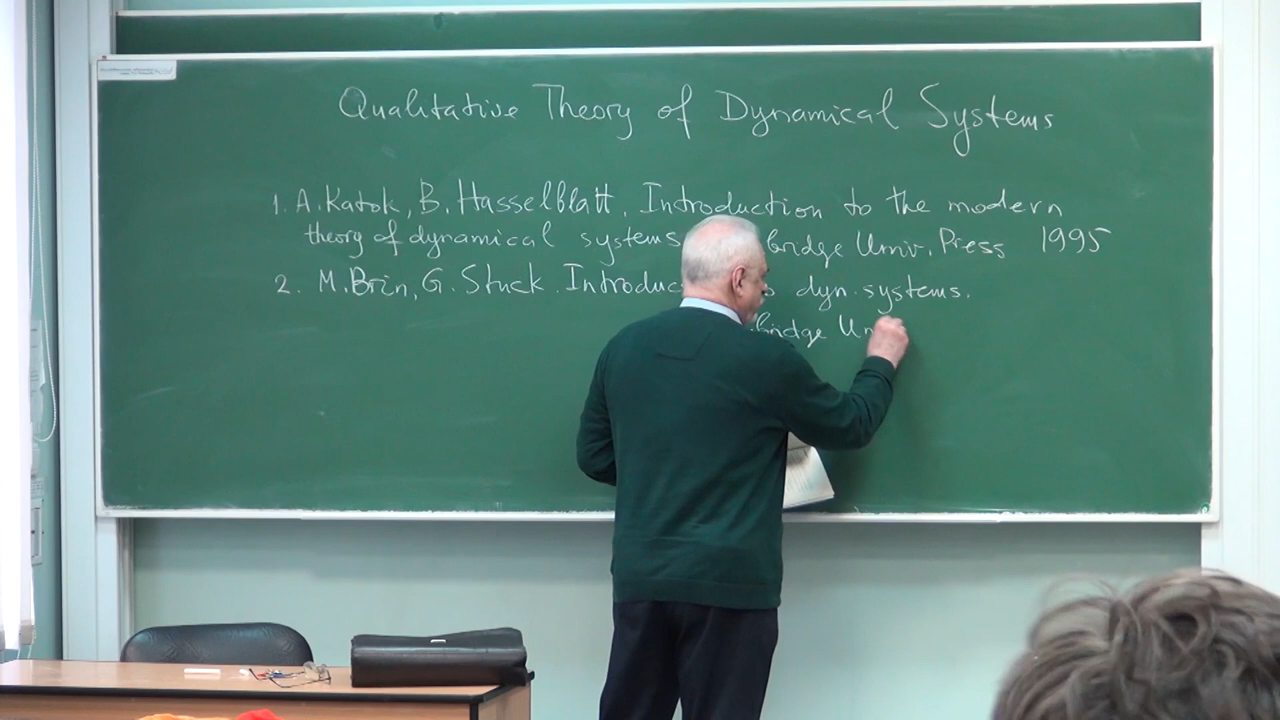 Qualitative Theory of Dynamical Systems
1. A. Katok, B. Hasselblatt. Introduction to the modern
theory of dynamical systems bridge Univ. Press 1995
2. M. Brin, G. Stuck. Introduc dyn. systems.
bridge Un